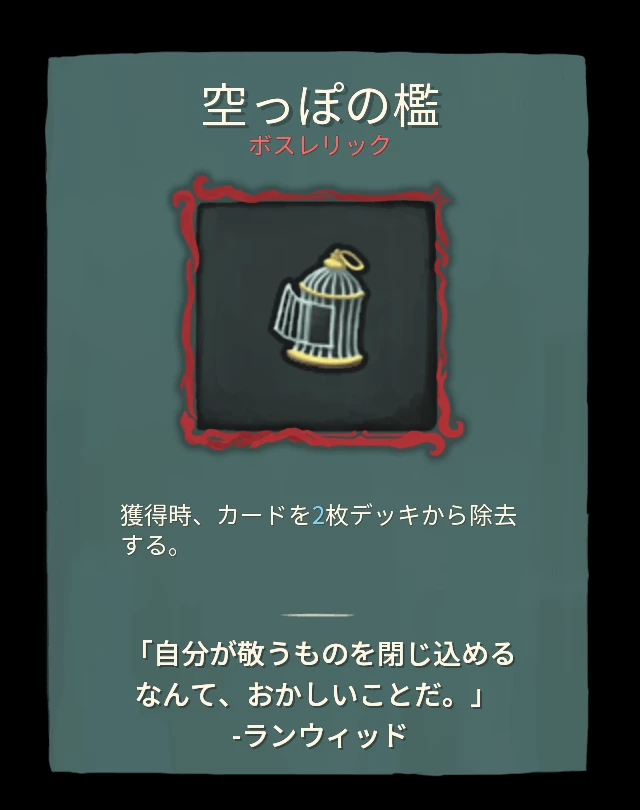 空っぽの檻
ボスレリック
獲得時、カードを2枚デッキから除去
する。
「自分が敬うものを閉じ込める
なんて、おかしいことだ。」
-ランウィッド